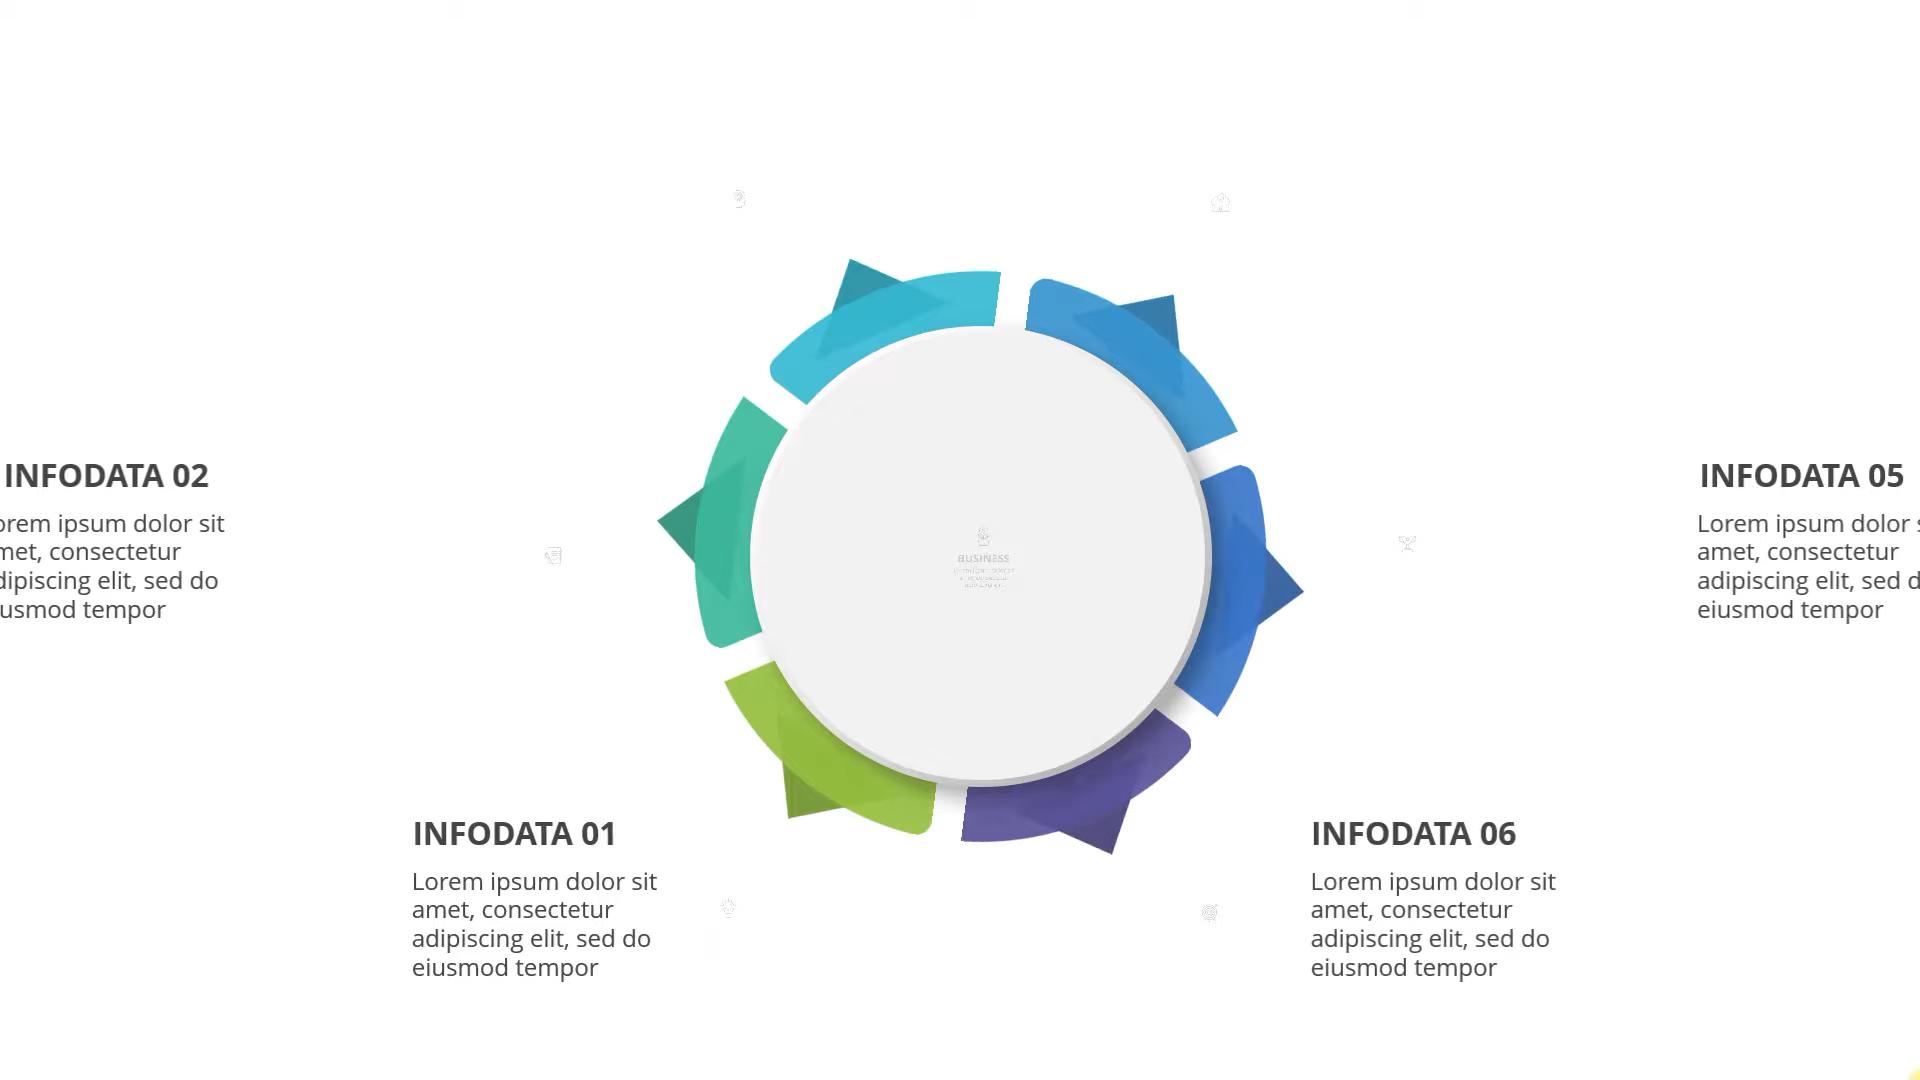 INFODATA 02
orem ipsum dolor sit
met, consectetur
dipiscing elit, sed do
usmod tempor
BUSINESS
INFODATA 05
Lorem ipsum dolor s
amet, consectetur
adipiscing elit, sed d
eiusmod tempor
INFODATA 01
Lorem ipsum dolor sit
amet, consectetur
adipiscing elit, sed do
eiusmod tempor
INFODATA 06
Lorem ipsum dolor sit
amet, consectetur
adipiscing elit, sed do
eiusmod tempor